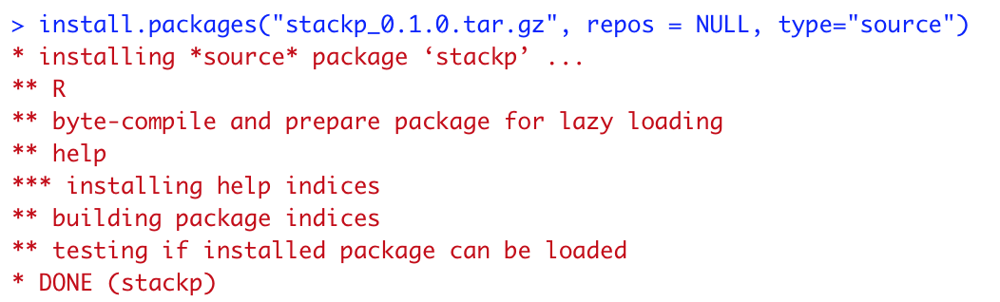 > install.packages("stackp_0.1.0.tar.gz", repos = NULL, type="source")
* installing *source* package ‘stackp’ ...
** R
** byte-compile and prepare package for lazy loading
** help
*** installing help indices
** building package indices
** testing if installed package can be loaded
* DONE (stackp)